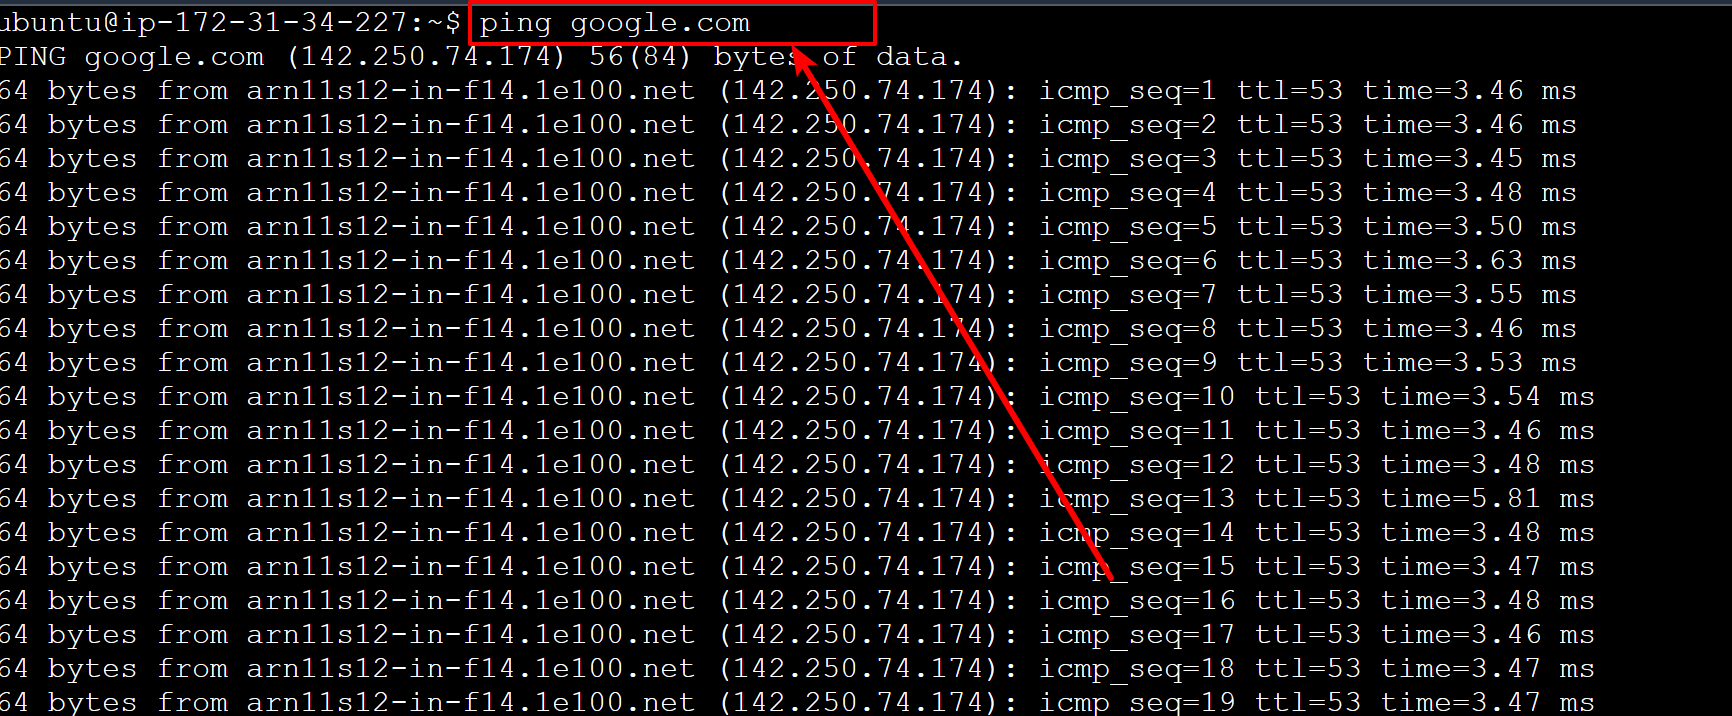 ubuntu@ip-172-31-34-227:~$ ping google.com
PING google.com (142.250.74.174) 56(84) bytes of data.
64 bytes from arn11s12-in-f14.1e100.net (142.250.74.174): icmp_seq=1 ttl=53 time=3.46 ms
64 bytes from arn11s12-in-f14.1e100.net (142.250.74.174): icmp_seq=2 ttl=53 time=3.46 ms
64 bytes from arn11s12-in-f14.1e100.net (142.250.74.174): icmp_seq=3 ttl=53 time=3.45 ms
64 bytes from arn11s12-in-f14.1e100.net (142.250.74.174): icmp_seq=4 ttl=53 time=3.48 ms
64 bytes from arn11s12-in-f14.1e100.net (142.250.74.174): icmp_seq=5 ttl=53 time=3.50 ms
64 bytes from arn11s12-in-f14.1e100.net (142.250.74.174): icmp_seq=6 ttl=53 time=3.63 ms
64 bytes from arn11s12-in-f14.1e100.net (142.250.74.174): icmp_seq=7 ttl=53 time=3.55 ms
64 bytes from arn11s12-in-f14.1e100.net (142.250.74.174): icmp_seq=8 ttl=53 time=3.46 ms
64 bytes from arn11s12-in-f14.1e100.net (142.250.74.174): icmp_seq=9 ttl=53 time=3.53 ms
64 bytes from arn11s12-in-f14.1e100.net (142.250.74.174): icmp_seq=10 ttl=53 time=3.54 ms
64 bytes from arn11s12-in-f14.1e100.net (142.250.74.174): icmp_seq=11 ttl=53 time=3.46 ms
64 bytes from arn11s12-in-f14.1e100.net (142.250.74.174): icmp_seq=12 ttl=53 time=3.48 ms
64 bytes from arn11s12-in-f14.1e100.net (142.250.74.174): icmp_seq=13 ttl=53 time=5.81 ms
64 bytes from arn11s12-in-f14.1e100.net (142.250.74.174): icmp_seq=14 ttl=53 time=3.48 ms
64 bytes from arn11s12-in-f14.1e100.net (142.250.74.174): icmp_seq=15 ttl=53 time=3.47 ms
64 bytes from arn11s12-in-f14.1e100.net (142.250.74.174): icmp_seq=16 ttl=53 time=3.48 ms
64 bytes from arn11s12-in-f14.1e100.net (142.250.74.174): icmp_seq=17 ttl=53 time=3.46 ms
64 bytes from arn11s12-in-f14.1e100.net (142.250.74.174): icmp_seq=18 ttl=53 time=3.47 ms
64 bytes from arn11s12-in-f14.1e100.net (142.250.74.174): icmp_seq=19 ttl=53 time=3.47 ms